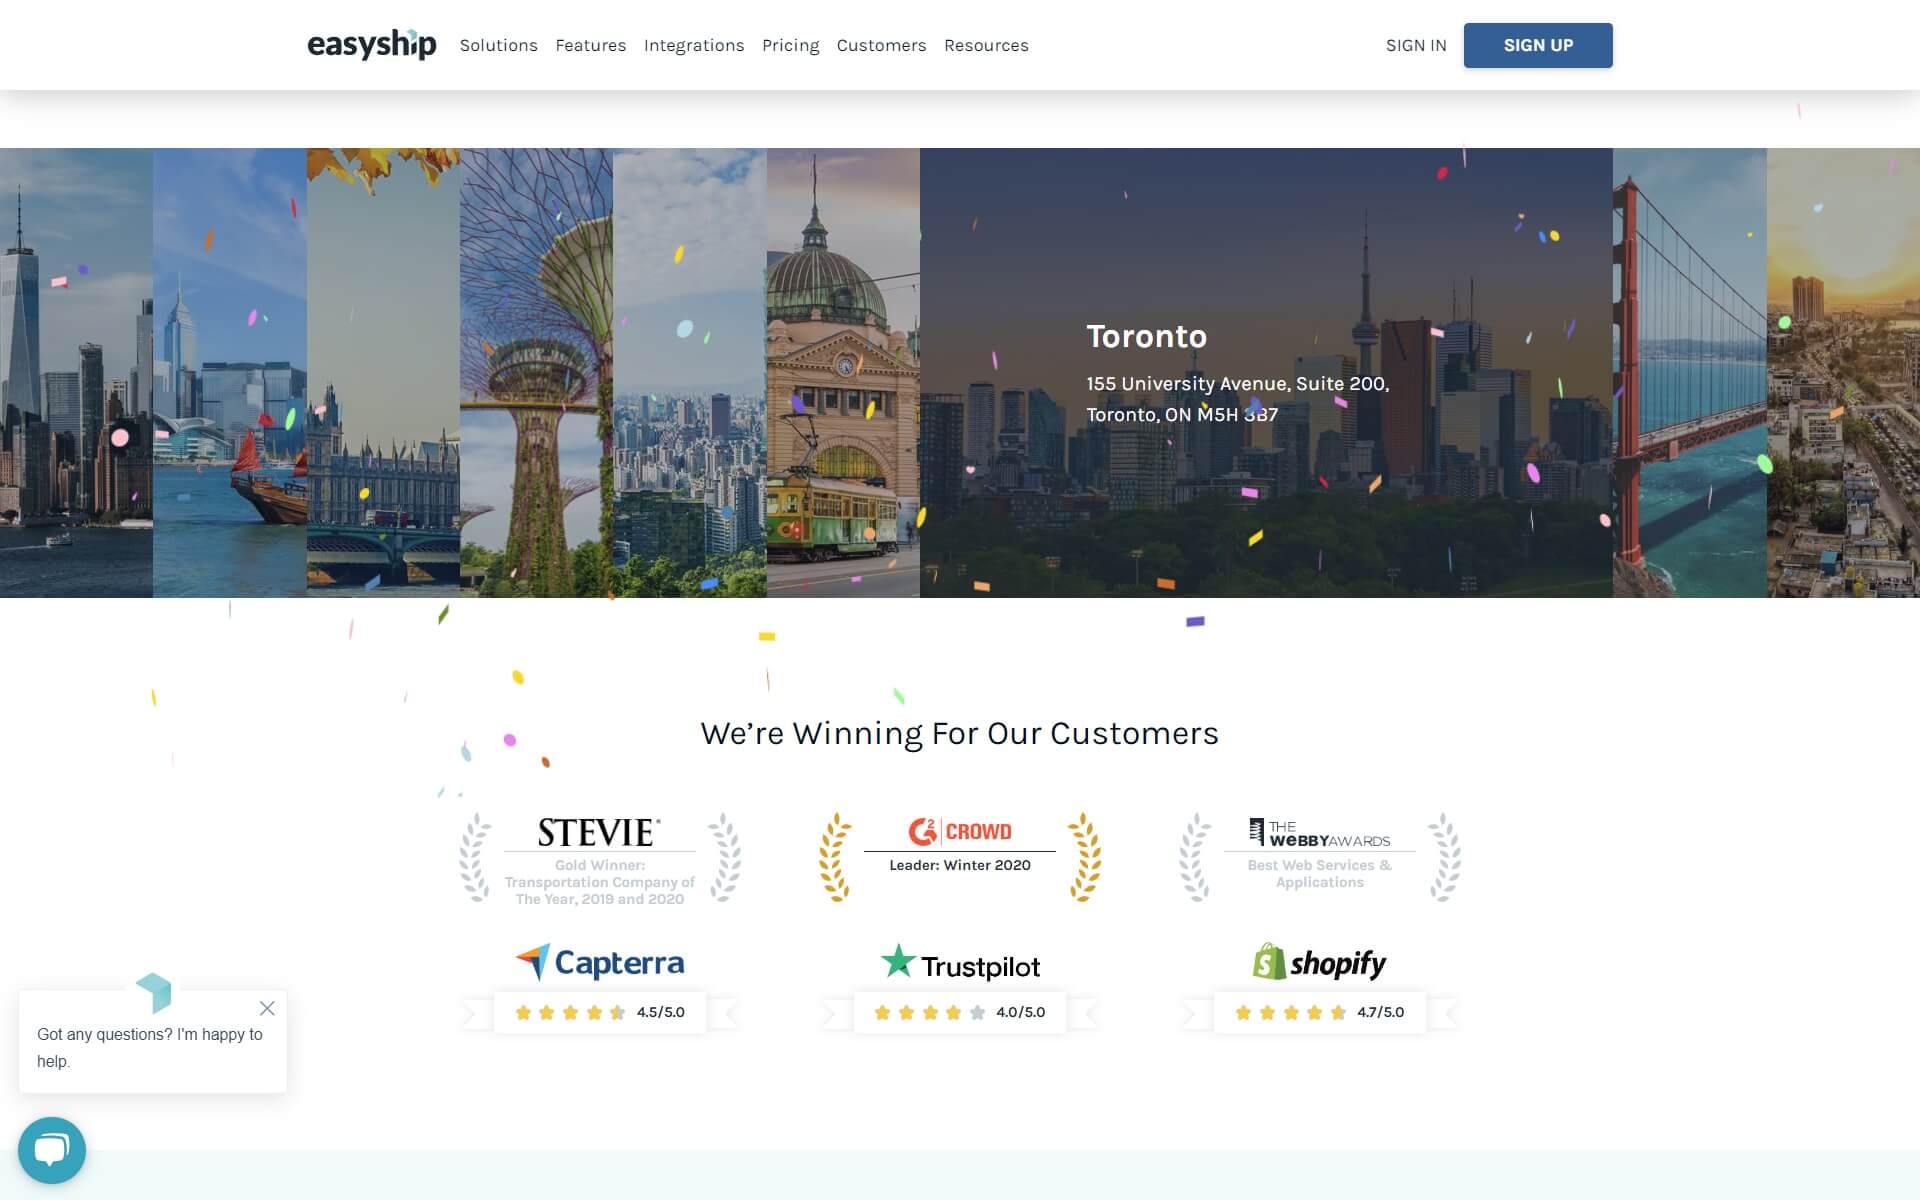 easyship Solutions Features Integrations Pricing Customers Resources SIGN IN SIGN UP
Toronto
155 University Avenue, Suite 200,
Toronto, ON M5H 3B7
We’re Winning For Our Customers
STEVIE®
Gold Winner:
Transportation Company of
The Year, 2019 and 2020
G2 CROWD
Leader: Winter 2020
THE
WEBBYAWARDS
Best Web Services &
Applications
Capterra
4.5/5.0
Trustpilot
4.0/5.0
shopify
4.7/5.0
Got any questions? I'm happy to
help.